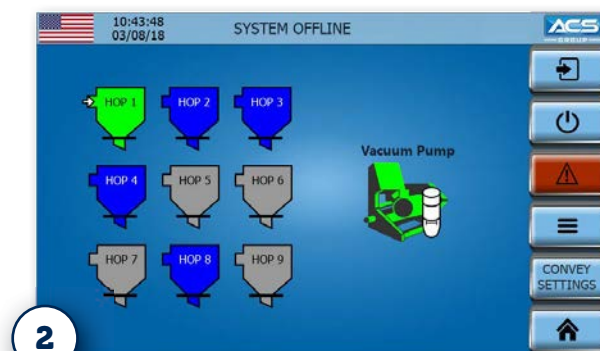 10:43:48
03/08/18
SYSTEM OFFLINE
ACS
GROUP
HOP 1
HOP 2
HOP 3
Vacuum Pump
HOP 4
HOP 5
HOP 6
HOP 7
HOP 8
HOP 9
CONVEY
SETTINGS
2